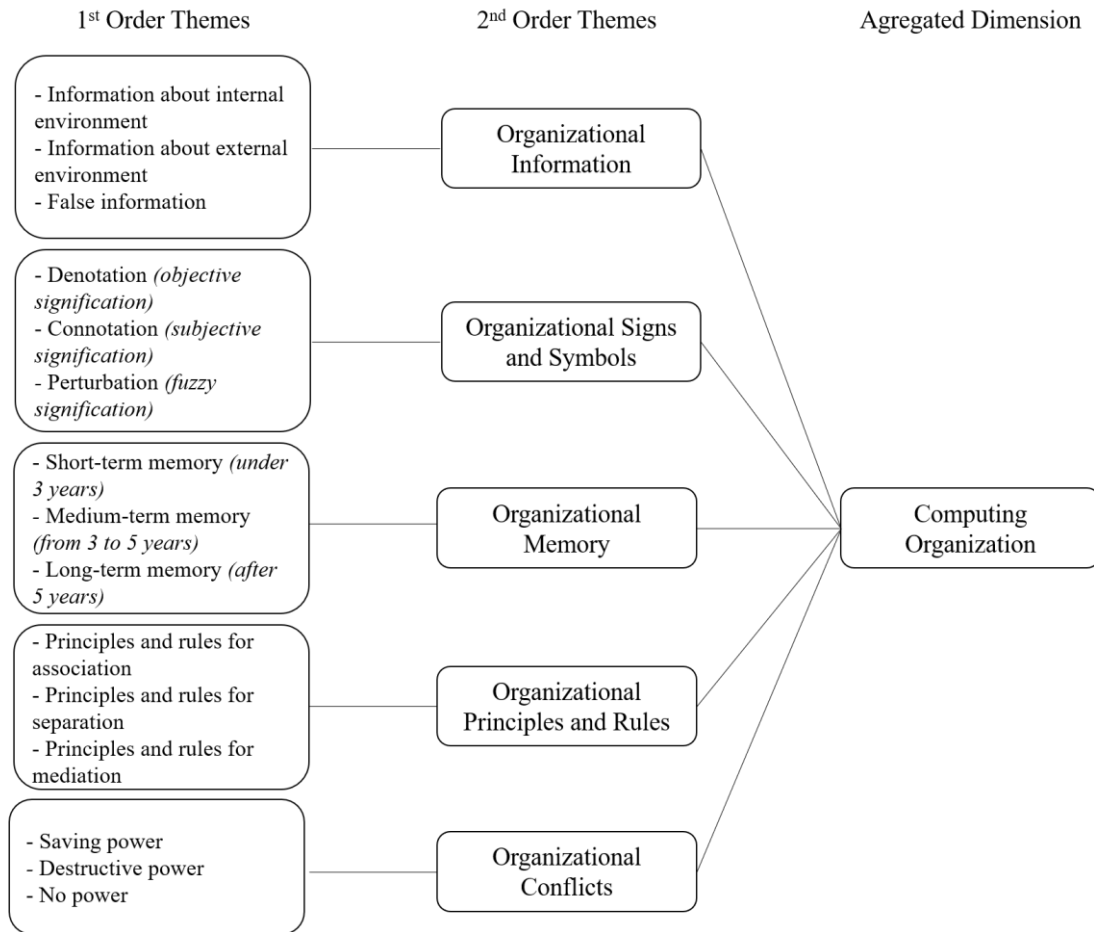 1st Order Themes
2nd Order Themes
Agregated Dimension
- Information about internal
environment
- Information about external
environment
- False information
Organizational
Information
- Denotation (objective
signification)
- Connotation (subjective
signification)
- Perturbation (fuzzy
signification)
Organizational Signs
and Symbols
- Short-term memory (under
3 years)
- Medium-term memory
(from 3 to 5 years)
- Long-term memory (after
5 years)
Organizational
Memory
Computing
Organization
- Principles and rules for
association
- Principles and rules for
separation
- Principles and rules for
mediation
Organizational
Principles and Rules
- Saving power
- Destructive power
- No power
Organizational
Conflicts